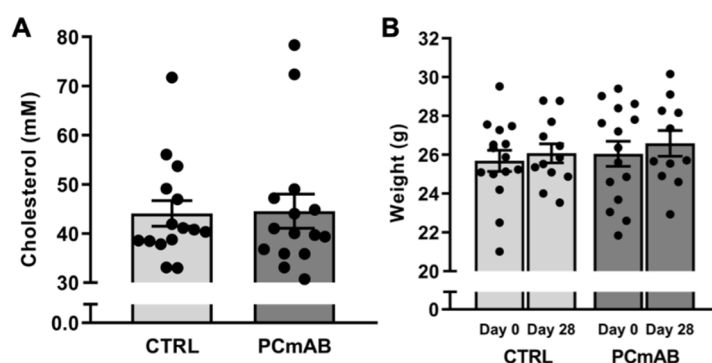 A
Cholesterol (mM)
80
70
60
50
40
30
0.0
CTRL
PCmAB
B
Weight (g)
32
30
28
26
24
22
20
0
Day 0 Day 28 Day 0 Day 28
CTRL
PCmAB